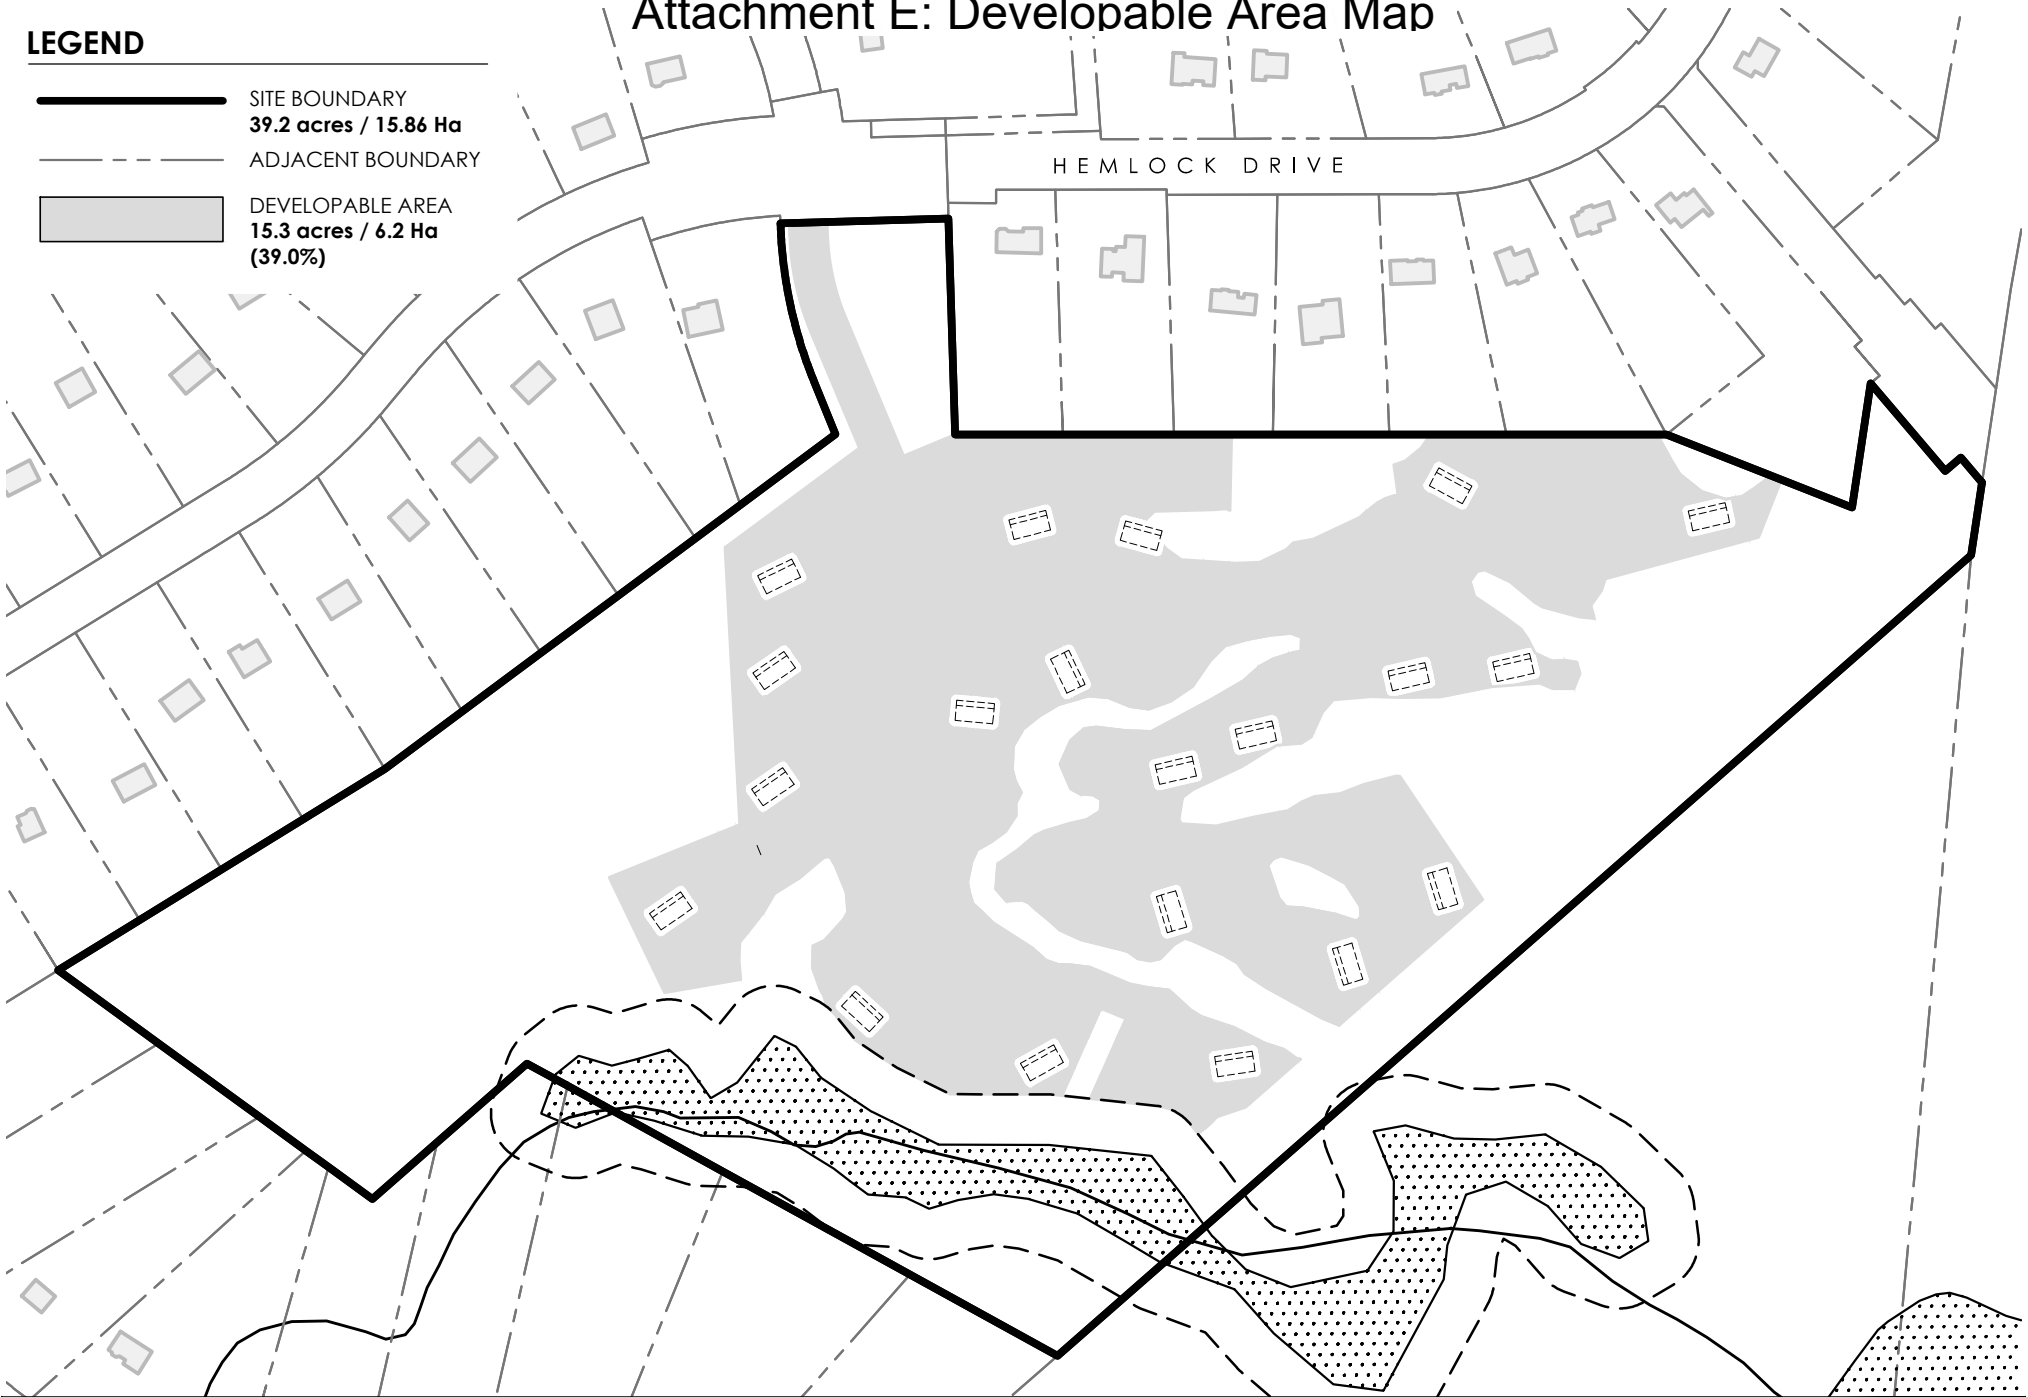 Attachment E: Developable Area Map
LEGEND
SITE BOUNDARY
39.2 acres / 15.86 Ha
ADJACENT BOUNDARY
DEVELOPABLE AREA
15.3 acres / 6.2 Ha
(39.0%)
HEMLOCK DRIVE